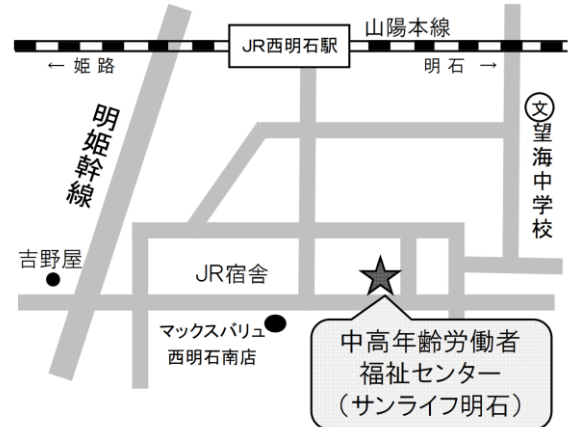 山陽本線
JR西明石駅
← 姫路
明石 →
明姫幹線
文
望海中学校
吉野屋
JR宿舎
マックスバリュ
西明石南店
中高年齢労働者
福祉センター
（サンライフ明石）